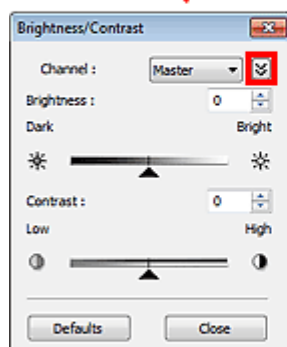 Brightness/Contrast
Channel : Master
Brightness : 0
Dark Bright
Contrast : 0
Low High
Defaults Close